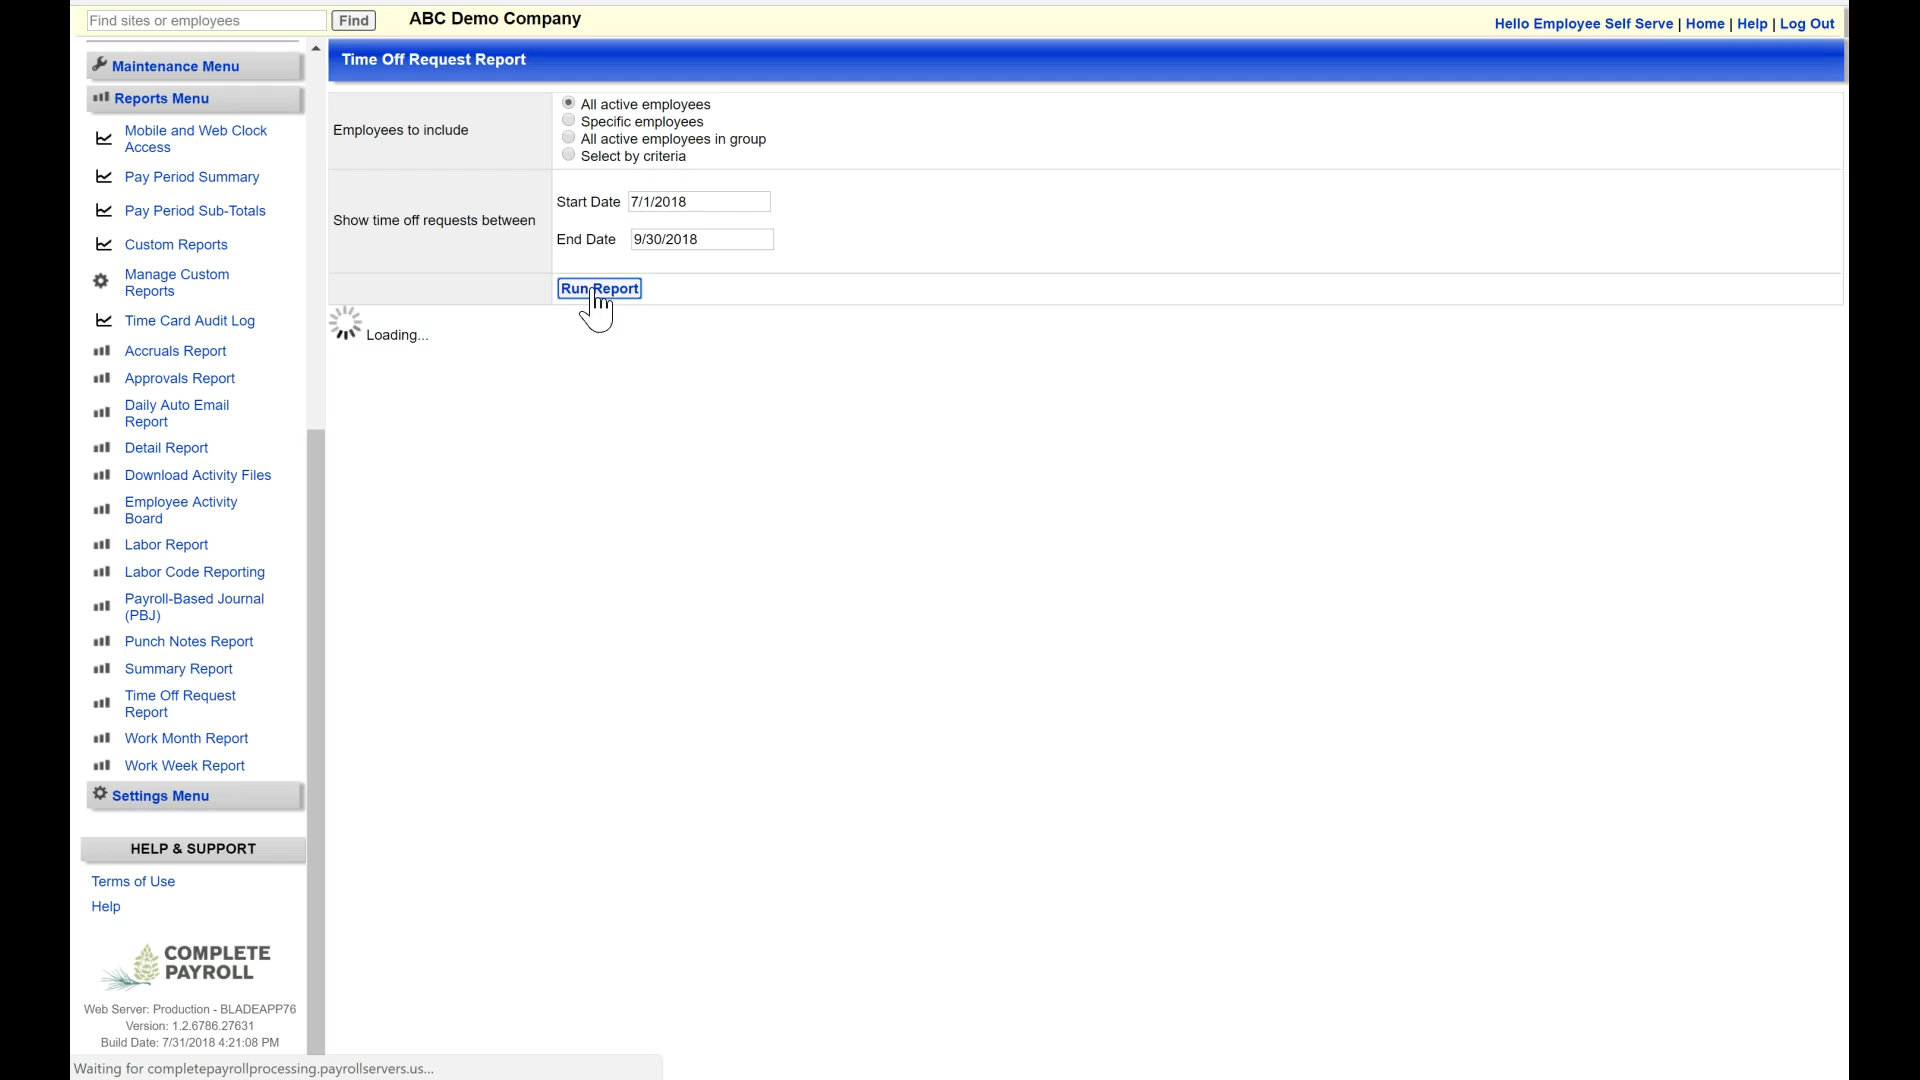 Find sites or employees
Find
ABC Demo Company
Hello Employee Self Serve | Home | Help | Log Out
Maintenance Menu
Reports Menu
Mobile and Web Clock
Access
Pay Period Summary
Pay Period Sub-Totals
Custom Reports
Manage Custom
Reports
Time Card Audit Log
Accruals Report
Approvals Report
Daily Auto Email
Report
Detail Report
Download Activity Files
Employee Activity
Board
Labor Report
Labor Code Reporting
Payroll-Based Journal
(PBJ)
Punch Notes Report
Summary Report
Time Off Request
Report
Work Month Report
Work Week Report
Settings Menu
HELP & SUPPORT
Terms of Use
Help
COMPLETE
PAYROLL
Web Server: Production - BLADEAPP76
Version: 1.2.6786.27631
Build Date: 7/31/2018 4:21:08 PM
Time Off Request Report
Employees to include
All active employees
Specific employees
All active employees in group
Select by criteria
Show time off requests between
Start Date 7/1/2018
End Date 9/30/2018
Run Report
Loading...
Waiting for completepayrollprocessing.payrollservers.us...